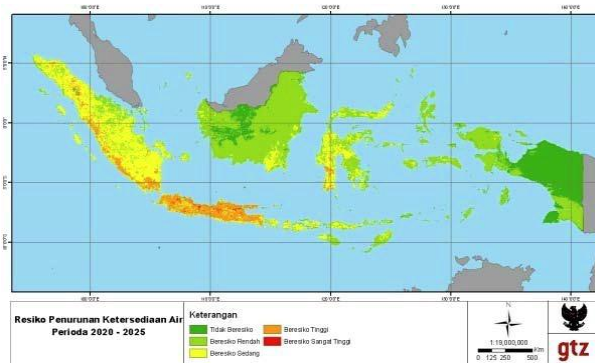 Resiko Penurunan Ketersediaan Air
Perioda 2020 - 2025
Keterangan
Tidak Beresiko
Beresiko Rendah
Beresiko Sedang
Beresiko Tinggi
Beresiko Sangat Tinggi
N
1:19,000,000
0 125 250 500 Km
gtz